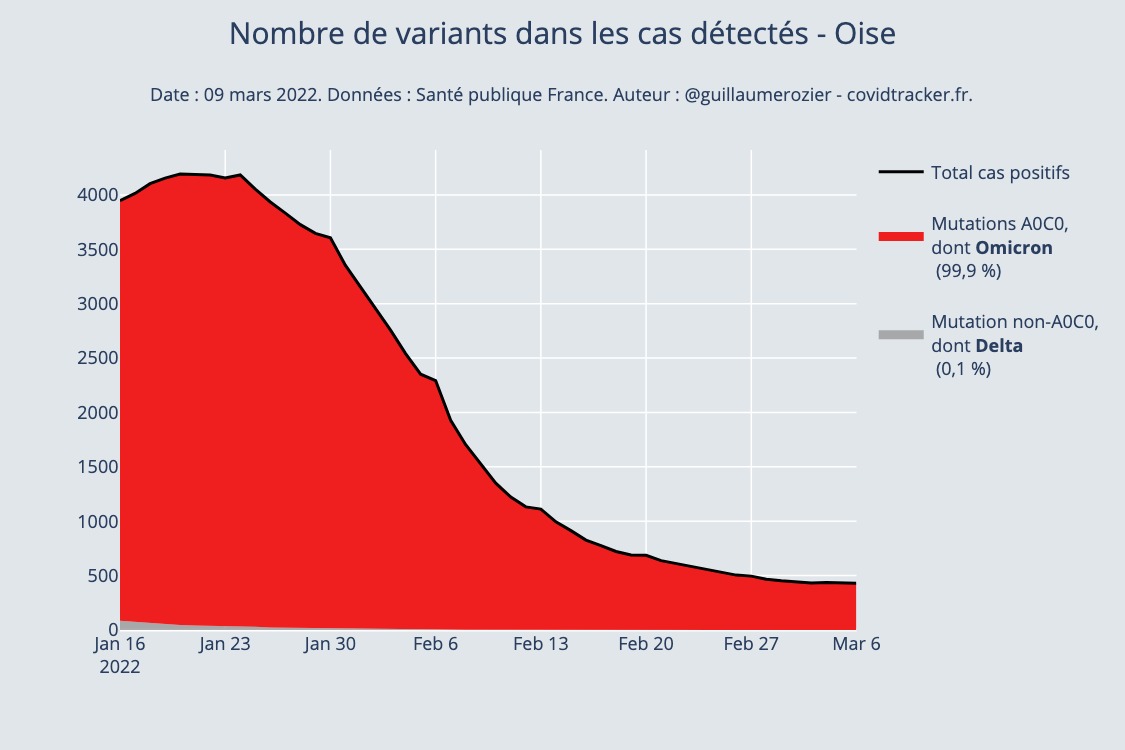 Nombre de variants dans les cas détectés - Oise
Date : 09 mars 2022. Données : Santé publique France. Auteur : @guillaumerozier - covidtracker.fr.
Total cas positifs
Mutations A0C0,
dont Omicron
(99,9 %)
Mutation non-A0C0,
dont Delta
(0,1 %)
4000
3500
3000
2500
2000
1500
1000
500
0
Jan 16 Jan 23 Jan 30 Feb 6 Feb 13 Feb 20 Feb 27 Mar 6
2022